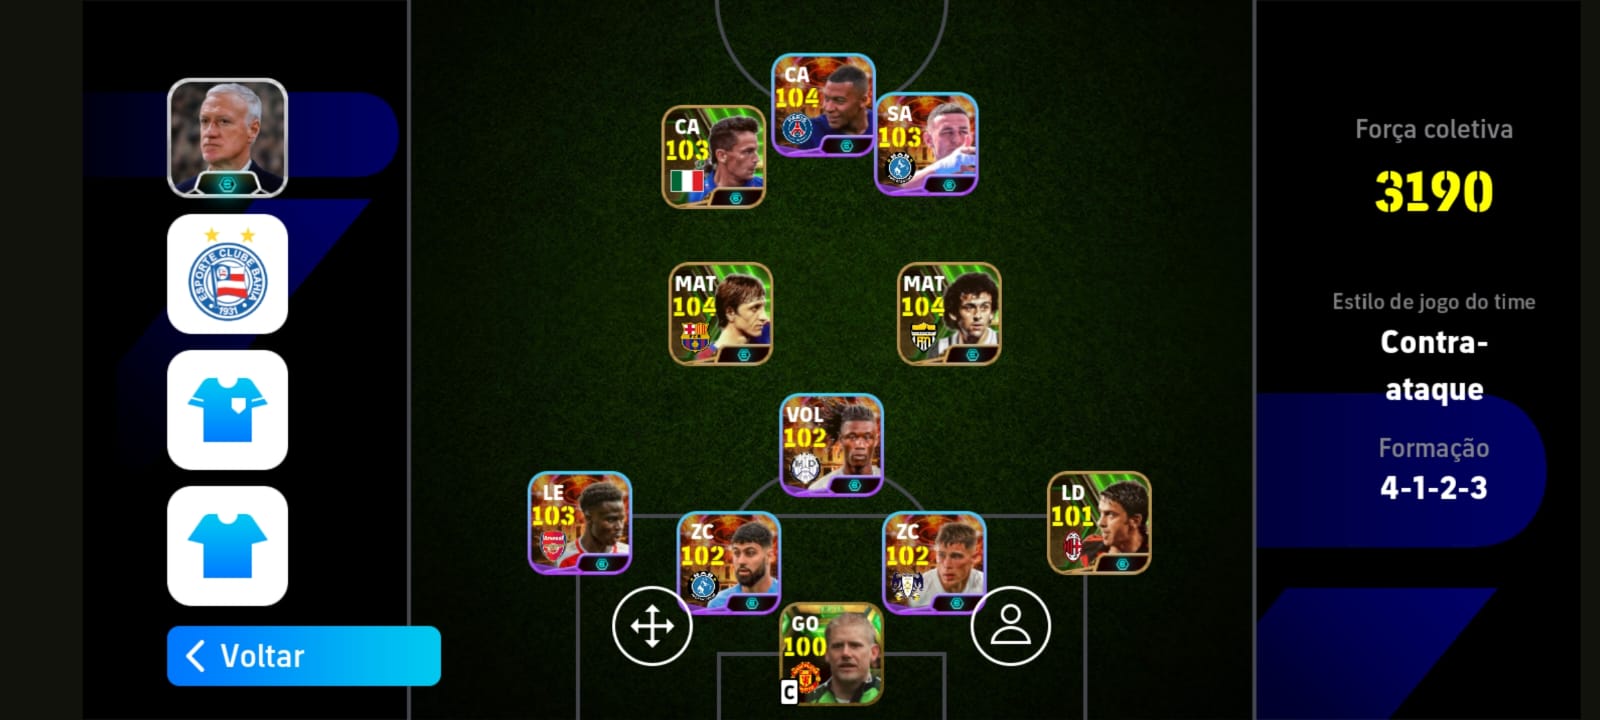 CA
104
CA
103
SA
103
MAT
104
MAT
104
VOL
102
LE
103
ZC
102
ZC
102
LD
101
GO
100
C
ESPORTE CLUBE BAHIA
1931
Voltar
Força coletiva
3190
Estilo de jogo do time
Contra-
ataque
Formação
4-1-2-3